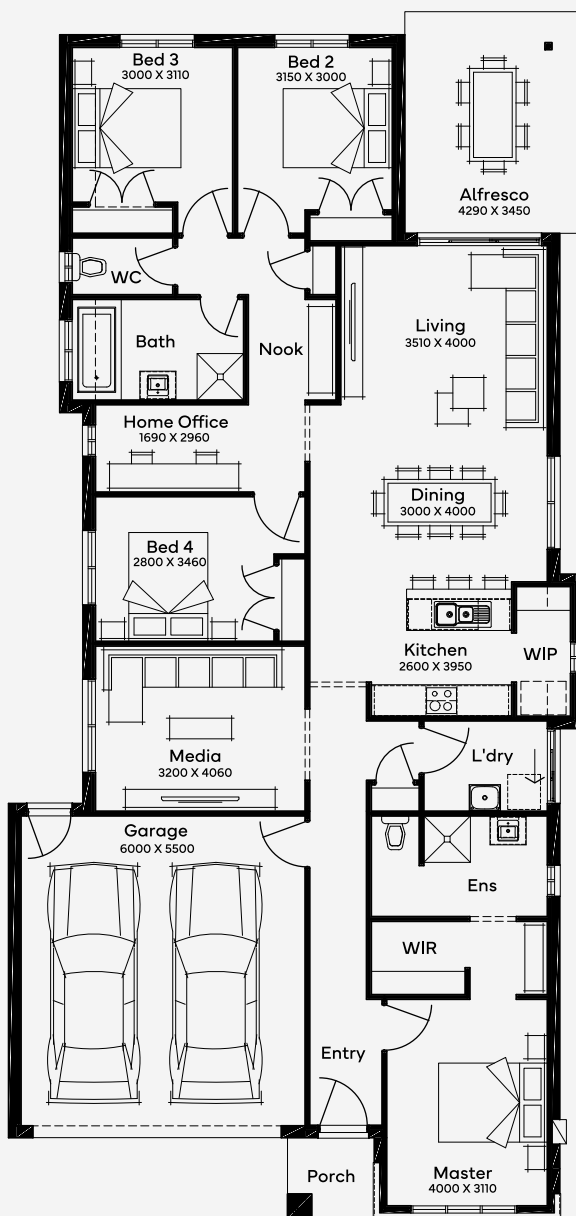 Bed 3
3000 X 3110
Bed 2
3150 X 3000
Alfresco
4290 X 3450
WC
Bath
Nook
Living
3510 X 4000
Home Office
1690 X 2960
Dining
3000 X 4000
Bed 4
2800 X 3460
Kitchen
2600 X 3950
WIP
Media
3200 X 4060
L'dry
Garage
6000 X 5500
Ens
WIR
Entry
Porch
Master
4000 X 3110